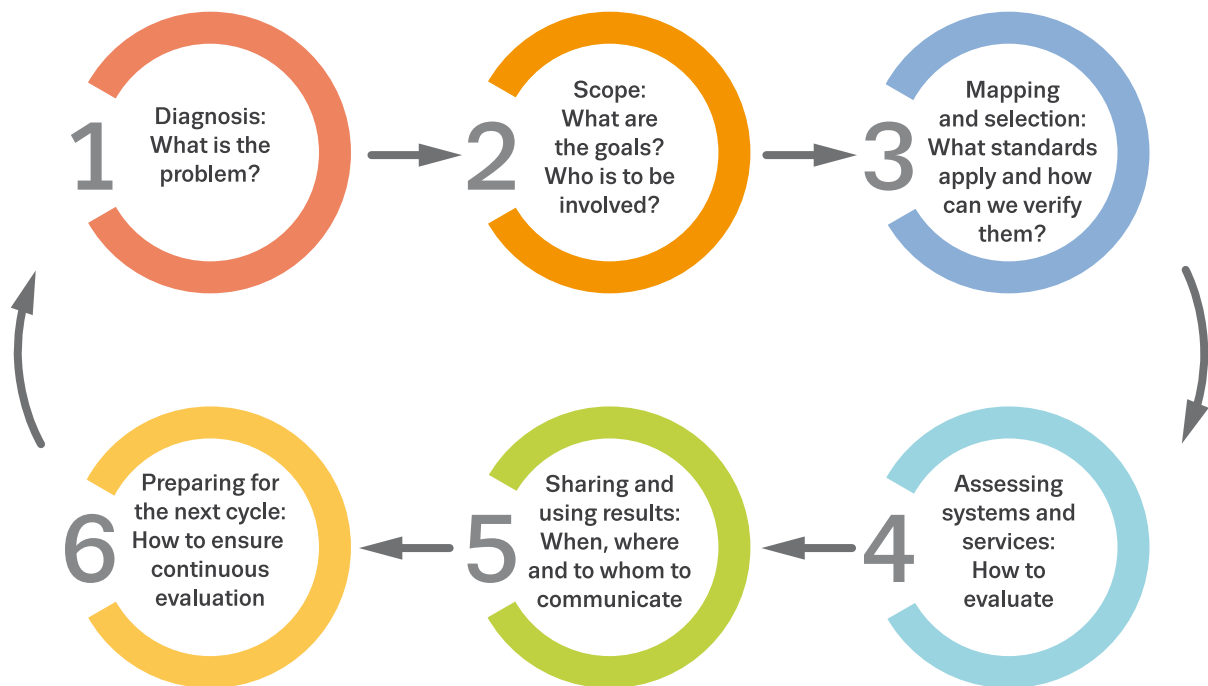 1
Diagnosis:
What is the
problem?
2
Scope:
What are
the goals?
Who is to be
involved?
3
Mapping
and selection:
What standards
apply and how
can we verify
them?
4
Assessing
systems and
services:
How to
evaluate
5
Sharing and
using results:
When, where
and to whom to
communicate
6
Preparing for
the next cycle:
How to ensure
continuous
evaluation